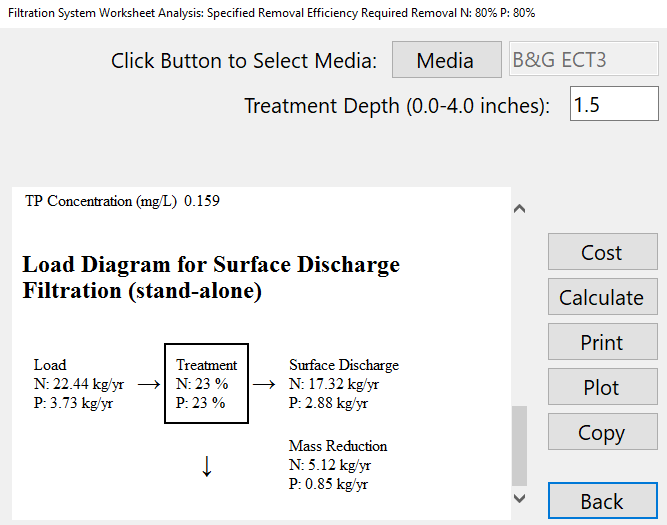 Filtration System Worksheet Analysis: Specified Removal Efficiency Required Removal N: 80% P: 80%
Click Button to Select Media: Media B&G ECT3
Treatment Depth (0.0-4.0 inches): 1.5
TP Concentration (mg/L) 0.159
Load Diagram for Surface Discharge
Filtration (stand-alone)
Load
N: 22.44 kg/yr
P: 3.73 kg/yr
→
Treatment
N: 23 %
P: 23 %
→
Surface Discharge
N: 17.32 kg/yr
P: 2.88 kg/yr
↓
Mass Reduction
N: 5.12 kg/yr
P: 0.85 kg/yr
Cost
Calculate
Print
Plot
Copy
Back